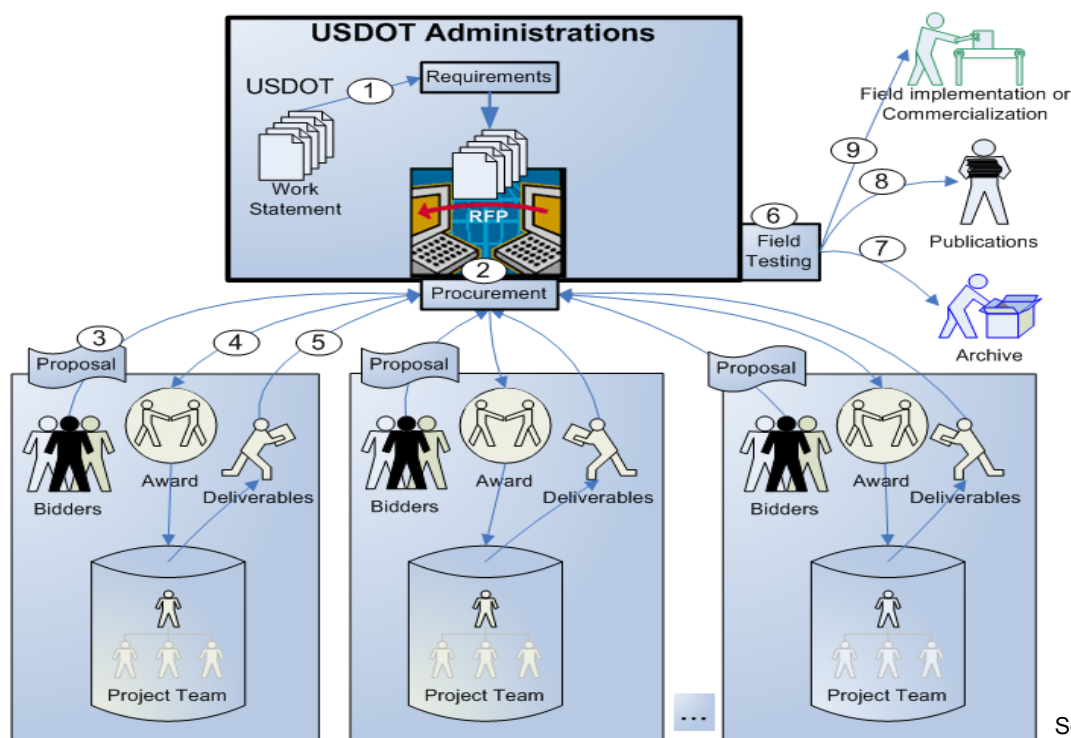 USDOT Administrations
USDOT
1
Requirements
Work
Statement
RFP
2
Procurement
6
Field
Testing
9
Field implementation or
Commercialization
8
Publications
7
Archive
3
Proposal
4
5
Bidders
Award
Deliverables
Project Team
Proposal
Bidders
Award
Deliverables
Project Team
...
Proposal
Bidders
Award
Deliverables
Project Team